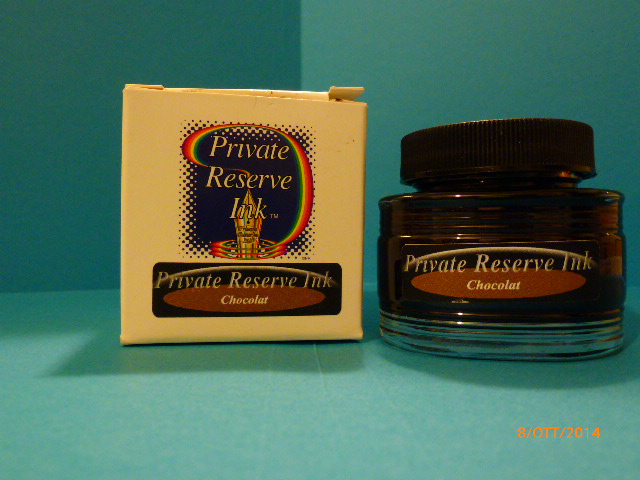 Private
Reserve
Ink™
Private Reserve Ink
Chocolat
Private Reserve Ink
Chocolat
8/OTT/2014